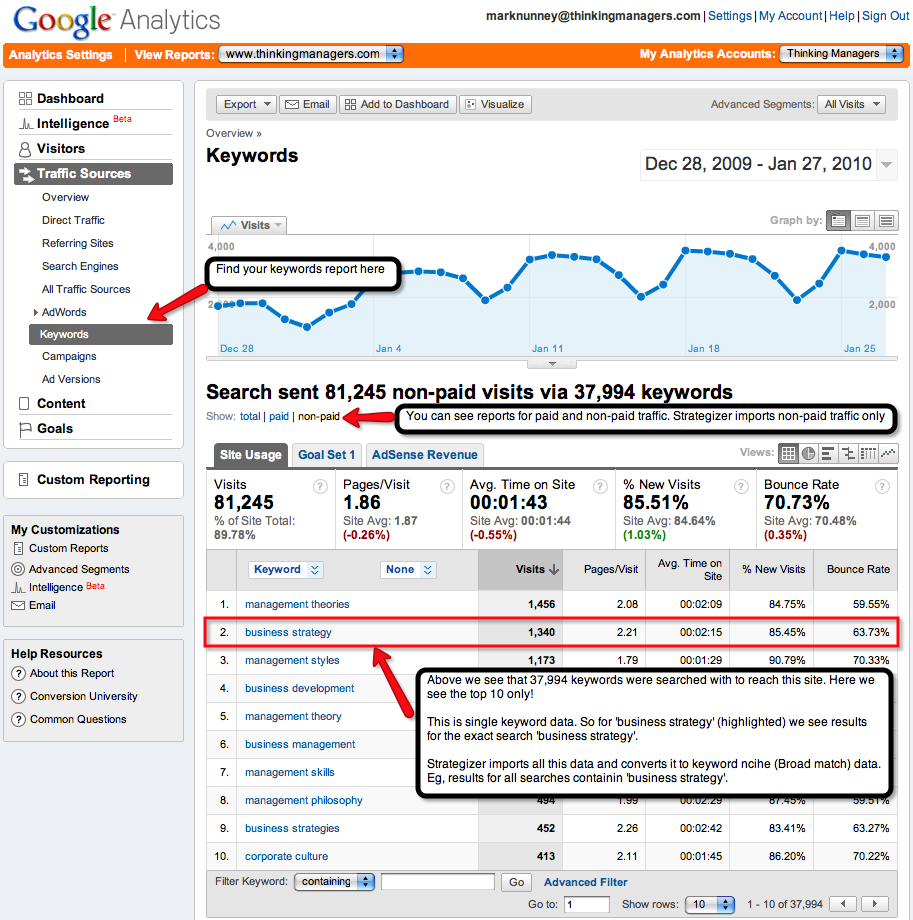 Google Analytics
marknunney@thinkingmanagers.com | Settings | My Account | Help | Sign Out
Analytics Settings | View Reports: www.thinkingmanagers.com
My Analytics Accounts: Thinking Managers
Dashboard
Intelligence Beta
Visitors
Traffic Sources
Overview
Direct Traffic
Referring Sites
Search Engines
All Traffic Sources
AdWords
Keywords
Campaigns
Ad Versions
Content
Goals
Custom Reporting
My Customizations
Custom Reports
Advanced Segments
Intelligence Beta
Email
Help Resources
? About this Report
? Conversion University
? Common Questions
Export Email Add to Dashboard Visualize
Advanced Segments: All Visits
Overview »
Keywords
Dec 28, 2009 - Jan 27, 2010
Visits
Graph by:
4,000 4,000
Find your keywords report here
2,000
Dec 28 Jan 4 Jan 11 Jan 18 Jan 25
Search sent 81,245 non-paid visits via 37,994 keywords
Show: total | paid | non-paid
You can see reports for paid and non-paid traffic. Strategizer imports non-paid traffic only
Site Usage Goal Set 1 AdSense Revenue
Views:
Visits ? Pages/Visit ? Avg. Time on Site ? % New Visits ? Bounce Rate ?
81,245 1.86 00:01:43 85.51% 70.73%
% of Site Total: Site Avg: 1.87 Site Avg: 00:01:44 Site Avg: 84.64% Site Avg: 70.48%
89.78% (-0.26%) (-0.55%) (1.03%) (0.35%)
Keyword None Visits Pages/Visit Avg. Time on Site % New Visits Bounce Rate
1. management theories 1,456 2.08 00:02:09 84.75% 59.55%
2. business strategy 1,340 2.21 00:02:15 85.45% 63.73%
3. management styles 1,173 1.79 00:01:29 90.79% 70.33%
4. business development
5. management theory
6. business management
7. management skills
8. management philosophy 494 1.99 00:02:29 87.45% 59.51%
9. business strategies 452 2.26 00:02:42 83.41% 63.27%
10. corporate culture 413 2.11 00:01:45 86.20% 70.22%
Above we see that 37,994 keywords were searched with to reach this site. Here we
see the top 10 only!
This is single keyword data. So for 'business strategy' (highlighted) we see results
for the exact search 'business strategy'.
Strategizer imports all this data and converts it to keyword ncihe (Broad match) data.
Eg, results for all searches containin 'business strategy'.
Filter Keyword: containing Go Advanced Filter
Go to: 1 Show rows: 10 1 - 10 of 37,994